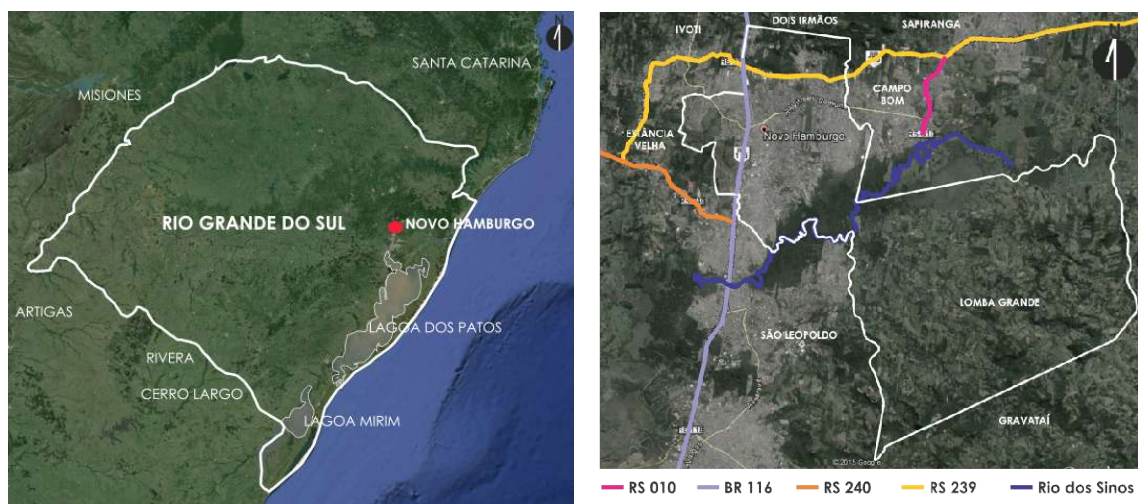 SANTA CATARINA
MISIONES
RIO GRANDE DO SUL
NOVO HAMBURGO
ARTIGAS
LAGOA DOS PATOS
RIVERA
CERRO LARGO
LAGOA MIRIM
N
DOIS IRMÃOS
SAPIRANGA
IVOTI
CAMPO
BOM
ESTÂNCIA
VELHA
Novo Hamburgo
LOMBA GRANDE
SÃO LEOPOLDO
GRAVATAÍ
© 2015 Google
RS 010
BR 116
RS 240
RS 239
Rio dos Sinos